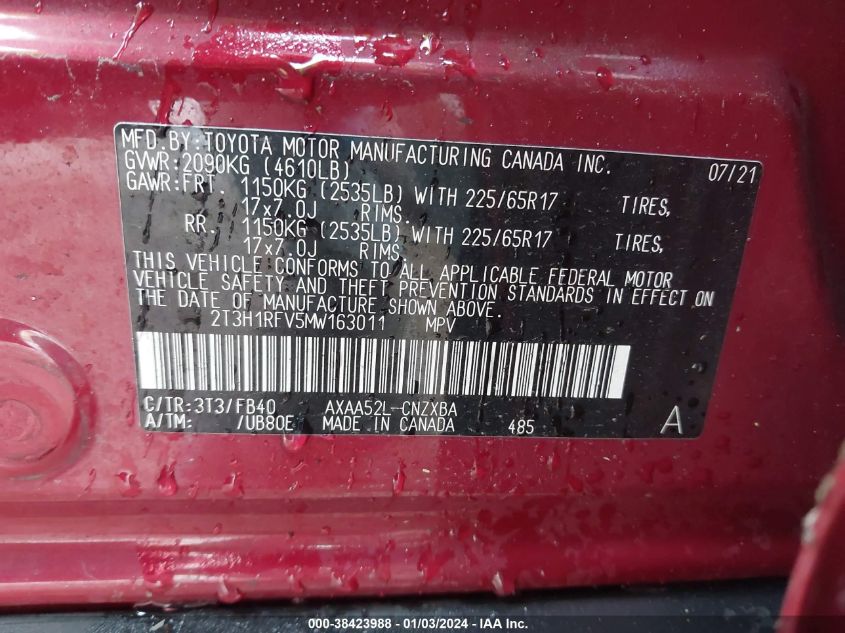 MFD.BY:TOYOTA MOTOR MANUFACTURING CANADA INC. 07/21
GVWR:2090KG (4610LB)
GAWR:FRT. 1150KG (2535LB) WITH 225/65R17 TIRES,
17x7.0J RIMS.
RR. 1150KG (2535LB) WITH 225/65R17 TIRES,
17x7.0J RIMS.
THIS VEHICLE CONFORMS TO ALL APPLICABLE FEDERAL MOTOR
VEHICLE SAFETY AND THEFT PREVENTION STANDARDS IN EFFECT ON
THE DATE OF MANUFACTURE SHOWN ABOVE.
2T3H1RFV5MW163011 MPV
C/TR:3T3/FB40 AXAA52L-CNZXBA
A/TM: /UB80E MADE IN CANADA 485 A
000-38423988 - 01/03/2024 - IAA Inc.